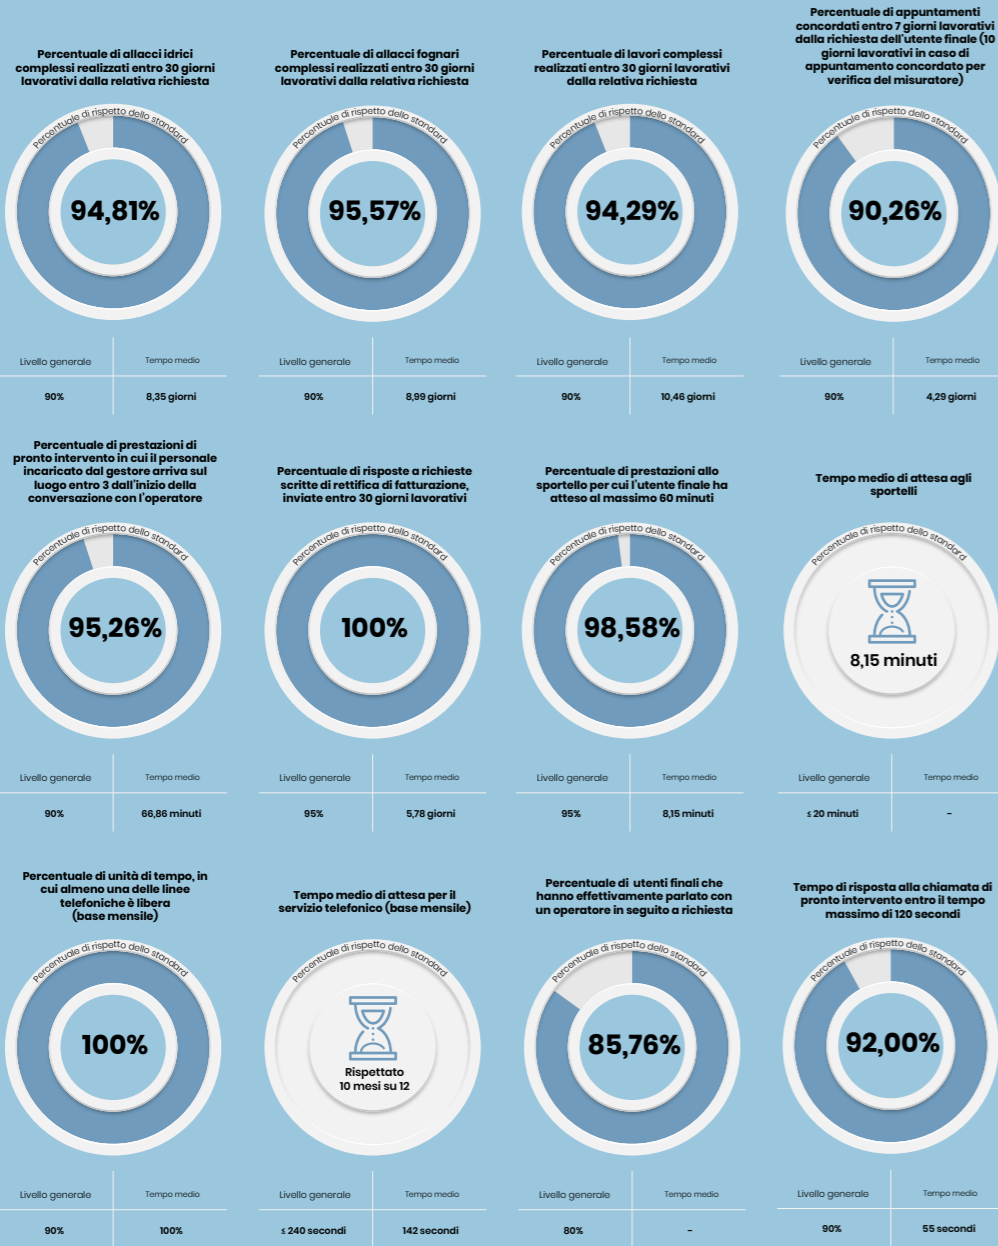 Percentuale di allacci idrici
complessi realizzati entro 30 giorni
lavorativi dalla relativa richiesta
Percentuale di rispetto dello standard
94,81%
Livello generale
Tempo medio
90%
8,35 giorni
Percentuale di allacci fognari
complessi realizzati entro 30 giorni
lavorativi dalla relativa richiesta
Percentuale di rispetto dello standard
95,57%
Livello generale
Tempo medio
90%
8,99 giorni
Percentuale di lavori complessi
realizzati entro 30 giorni lavorativi
dalla relativa richiesta
Percentuale di rispetto dello standard
94,29%
Livello generale
Tempo medio
90%
10,46 giorni
Percentuale di appuntamenti
concordati entro 7 giorni lavorativi
dalla richiesta dell'utente finale (10
giorni lavorativi in caso di
appuntamento concordato per
verifica del misuratore)
Percentuale di rispetto dello standard
90,26%
Livello generale
Tempo medio
90%
4,29 giorni
Percentuale di prestazioni di
pronto intervento in cui il personale
incaricato dal gestore arriva sul
luogo entro 3 dall'inizio della
conversazione con l'operatore
Percentuale di rispetto dello standard
95,26%
Livello generale
Tempo medio
90%
66,86 minuti
Percentuale di risposte a richieste
scritte di rettifica di fatturazione,
inviate entro 30 giorni lavorativi
Percentuale di rispetto dello standard
100%
Livello generale
Tempo medio
95%
5,78 giorni
Percentuale di prestazioni allo
sportello per cui l'utente finale ha
atteso al massimo 60 minuti
Percentuale di rispetto dello standard
98,58%
Livello generale
Tempo medio
95%
8,15 minuti
Tempo medio di attesa agli
sportelli
Percentuale di rispetto dello standard
8,15 minuti
Livello generale
Tempo medio
≤ 20 minuti
-
Percentuale di unità di tempo, in
cui almeno una delle linee
telefoniche è libera
(base mensile)
Percentuale di rispetto dello standard
100%
Livello generale
Tempo medio
90%
100%
Tempo medio di attesa per il
servizio telefonico (base mensile)
Percentuale di rispetto dello standard
Rispettato
10 mesi su 12
Livello generale
Tempo medio
≤ 240 secondi
142 secondi
Percentuale di utenti finali che
hanno effettivamente parlato con
un operatore in seguito a richiesta
Percentuale di rispetto dello standard
85,76%
Livello generale
Tempo medio
80%
-
Tempo di risposta alla chiamata di
pronto intervento entro il tempo
massimo di 120 secondi
Percentuale di rispetto dello standard
92,00%
Livello generale
Tempo medio
90%
55 secondi